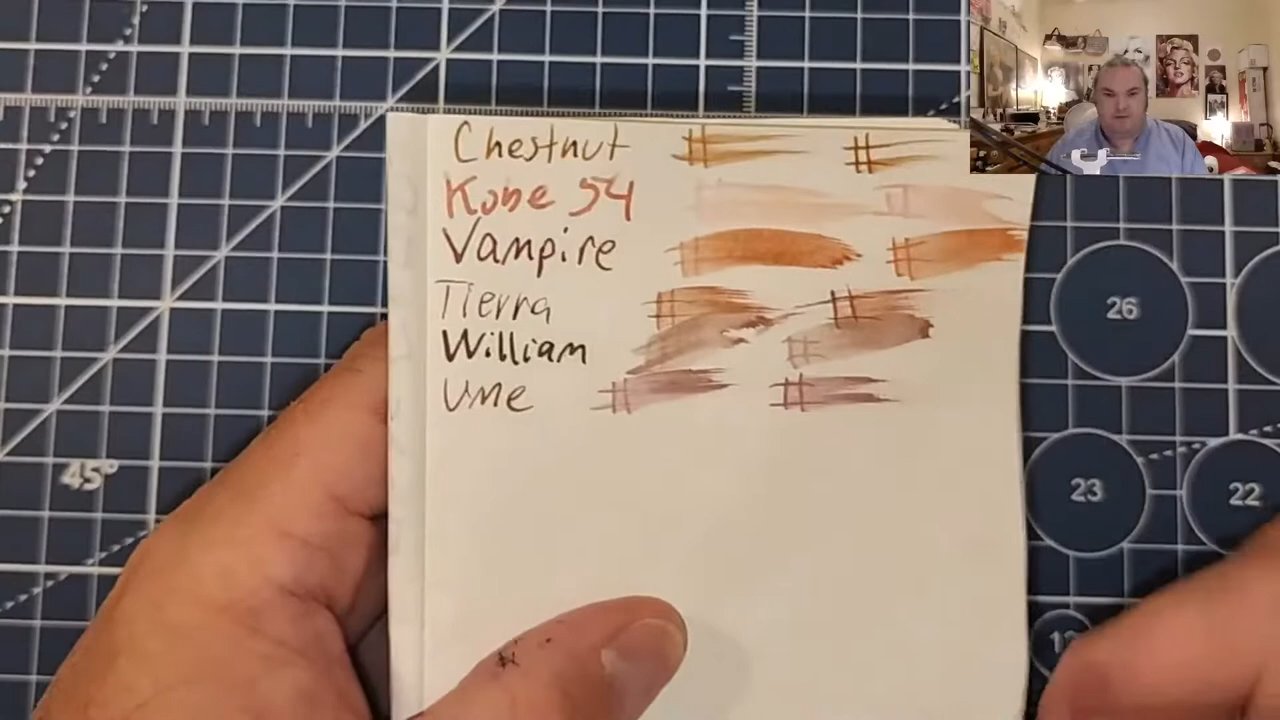 Chestnut
Kobe 54
Vampire
Tierra
William
Ume
45°
26
23
22